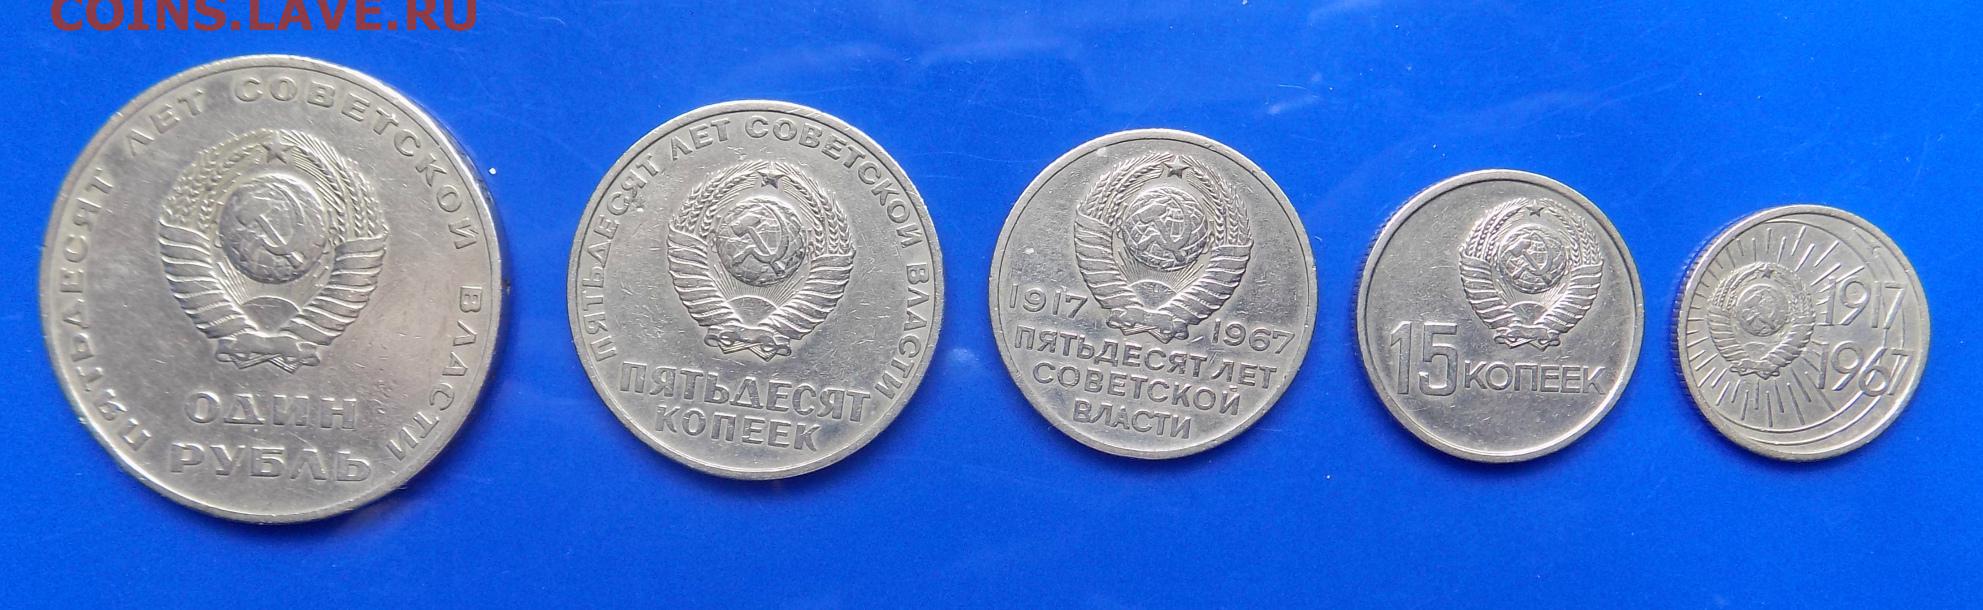 COINS.LAVE.RU
ПЯТЬДЕСЯТ ЛЕТ СОВЕТСКОЙ ВЛАСТИ
ОДИН
РУБЛЬ
ПЯТЬДЕСЯТ ЛЕТ СОВЕТСКОЙ ВЛАСТИ
ПЯТЬДЕСЯТ
КОПЕЕК
1917 1967
ПЯТЬДЕСЯТ ЛЕТ
СОВЕТСКОЙ
ВЛАСТИ
15 КОПЕЕК
1917
1967